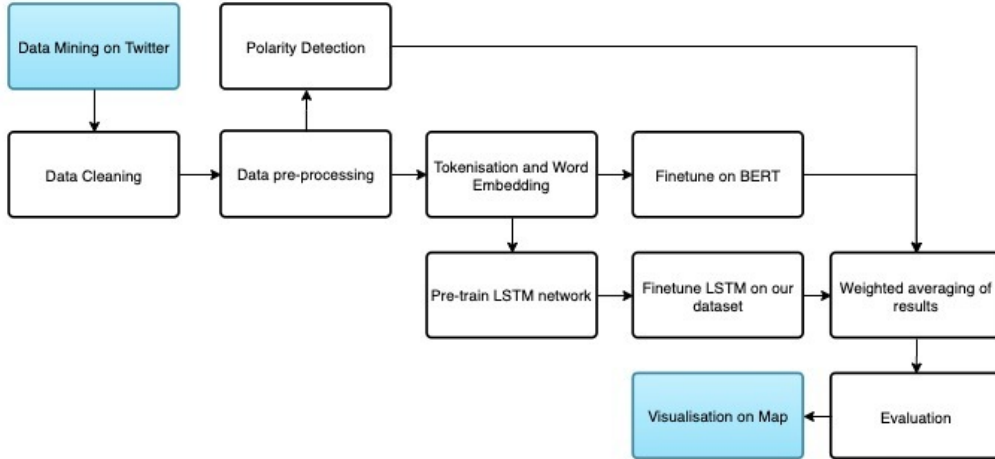 Data Mining on Twitter
Polarity Detection
Data Cleaning
Data pre-processing
Tokenisation and Word
Embedding
Finetune on BERT
Pre-train LSTM network
Finetune LSTM on our
dataset
Weighted averaging of
results
Visualisation on Map
Evaluation